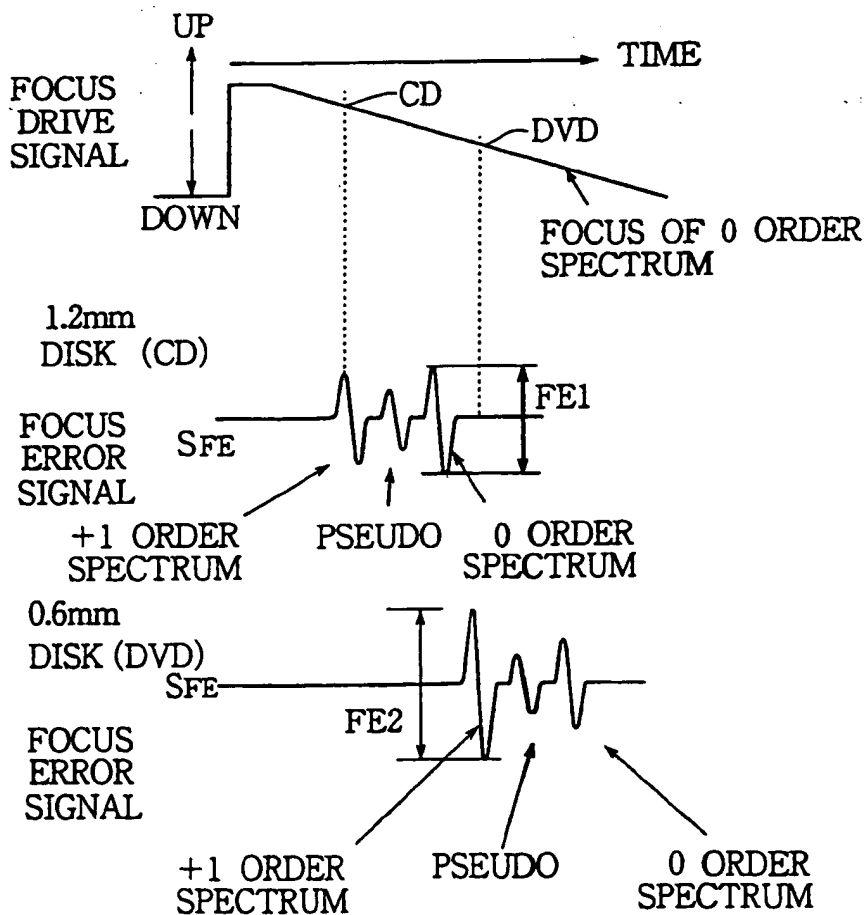 UP
TIME
FOCUS
DRIVE
SIGNAL
CD
DVD
DOWN
FOCUS OF 0 ORDER
SPECTRUM
1.2mm
DISK (CD)
FE1
FOCUS
ERROR
SIGNAL
SFE
+1 ORDER
SPECTRUM
PSEUDO
0 ORDER
SPECTRUM
0.6mm
DISK (DVD)
SFE
FE2
FOCUS
ERROR
SIGNAL
+1 ORDER
SPECTRUM
PSEUDO
0 ORDER
SPECTRUM